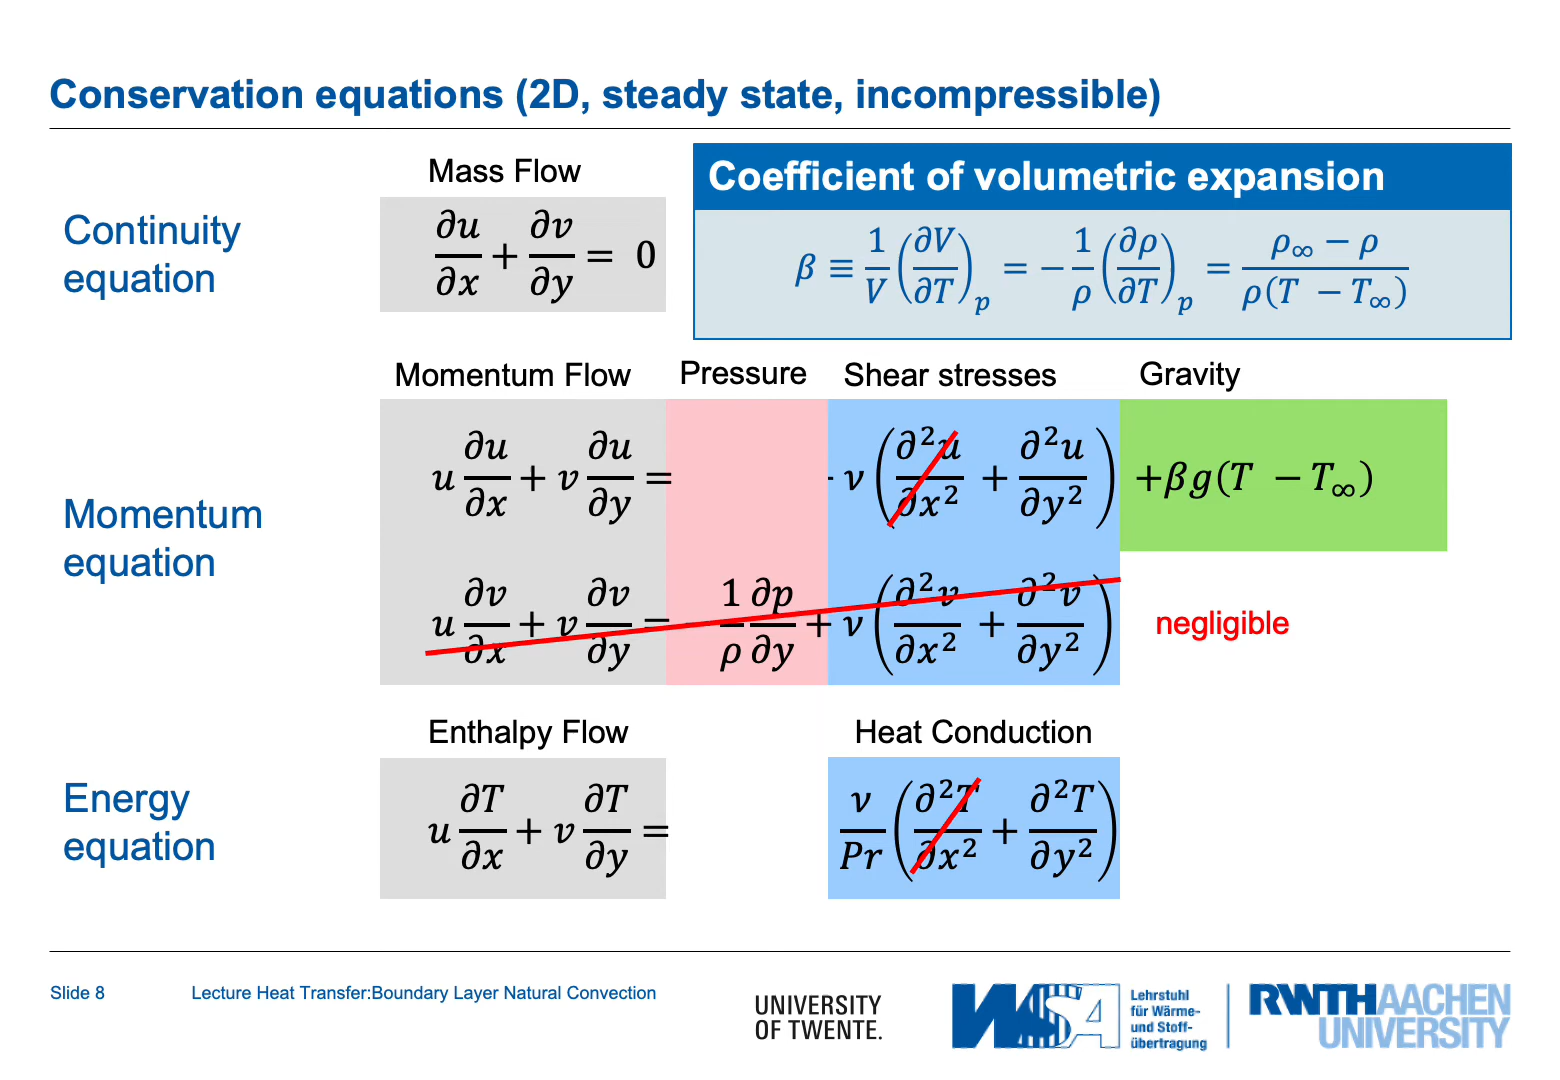 Conservation equations (2D, steady state, incompressible)
Mass Flow
Continuity equation
∂u/∂x + ∂v/∂y = 0
Coefficient of volumetric expansion
β ≡ 1/V (∂V/∂T)_p = −1/ρ (∂ρ/∂T)_p = (ρ∞ − ρ)/(ρ(T − T∞))
Momentum Flow
Pressure
Shear stresses
Gravity
Momentum equation
u ∂u/∂x + v ∂u/∂y = ν (∂²u/∂x² + ∂²u/∂y²) +βg(T − T∞)
u ∂v/∂x + v ∂v/∂y = 1/ρ ∂p/∂y + ν (∂²v/∂x² + ∂²v/∂y²)
negligible
Enthalpy Flow
Heat Conduction
Energy equation
u ∂T/∂x + v ∂T/∂y = ν/Pr (∂²T/∂x² + ∂²T/∂y²)
Slide 8
Lecture Heat Transfer:Boundary Layer Natural Convection
UNIVERSITY
OF TWENTE.
WSA
Lehrstuhl
für Wärme-
und Stoff-
übertragung
RWTHAACHEN
UNIVERSITY